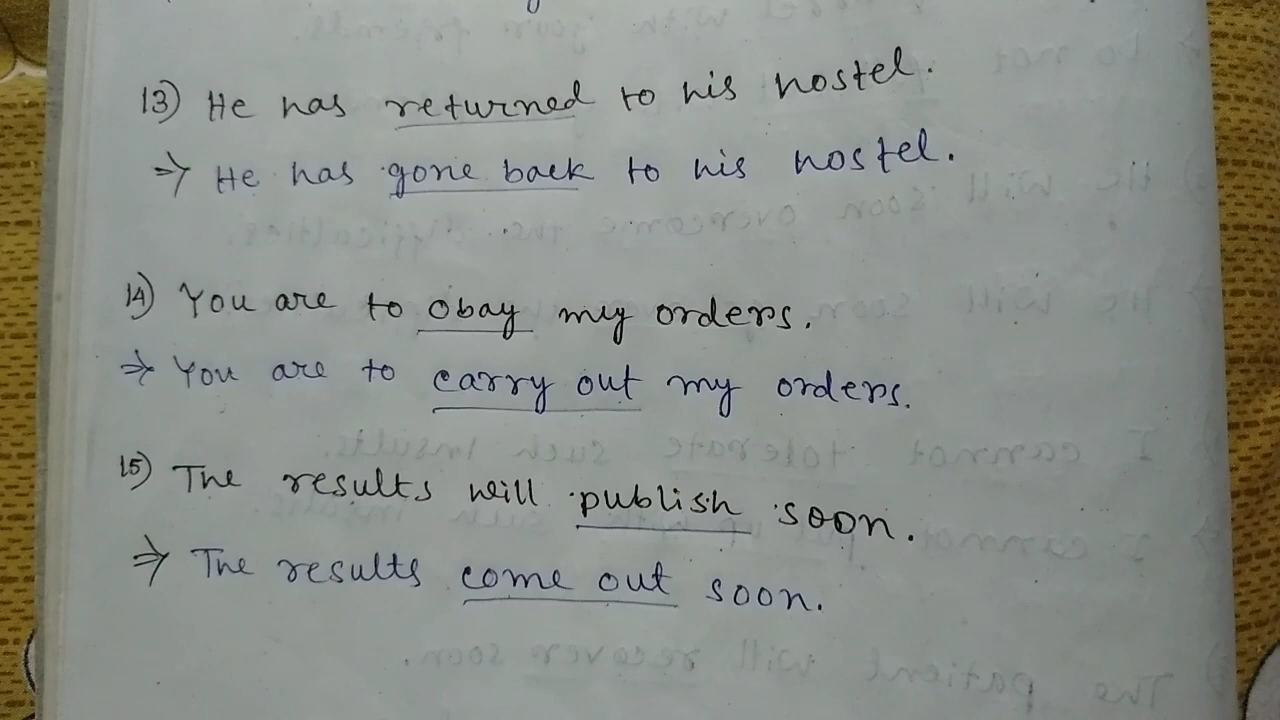 13) He has returned to his hostel.
⇒ He has gone back to his hostel.
14) You are to obay my orders.
⇒ You are to carry out my orders.
15) The results will publish soon.
⇒ The results come out soon.